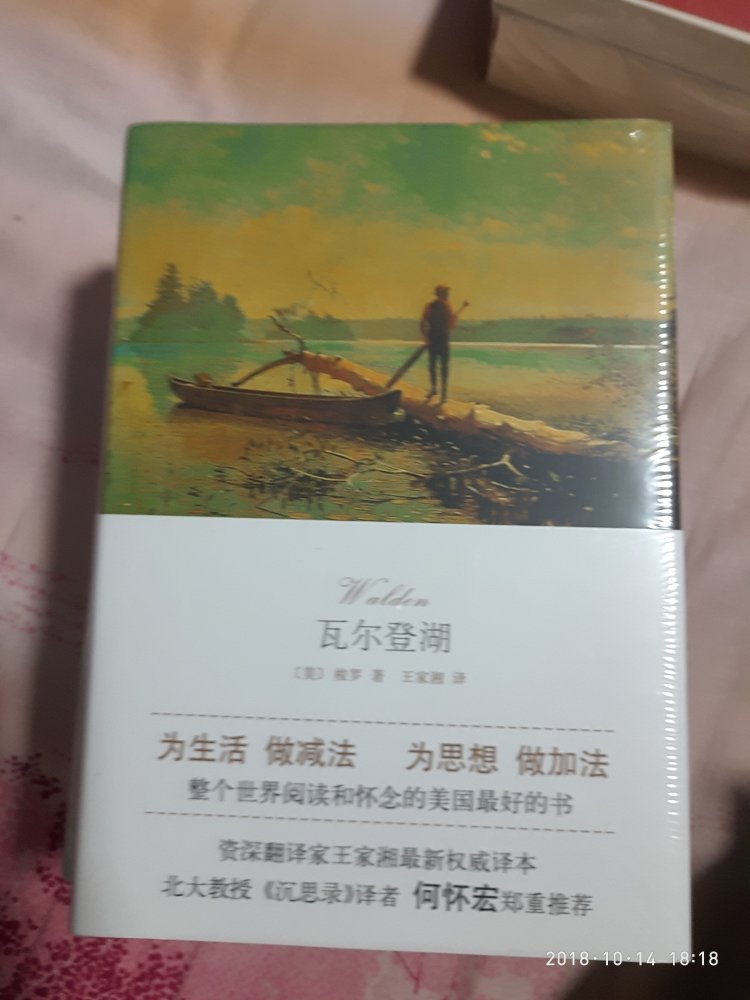 Walden
瓦尔登湖
〔美〕梭罗 著 王家湘 译
为生活 做减法 为思想 做加法
整个世界阅读和怀念的美国最好的书
资深翻译家王家湘最新权威译本
北大教授《沉思录》译者 何怀宏郑重推荐
2018·10·14 18:18